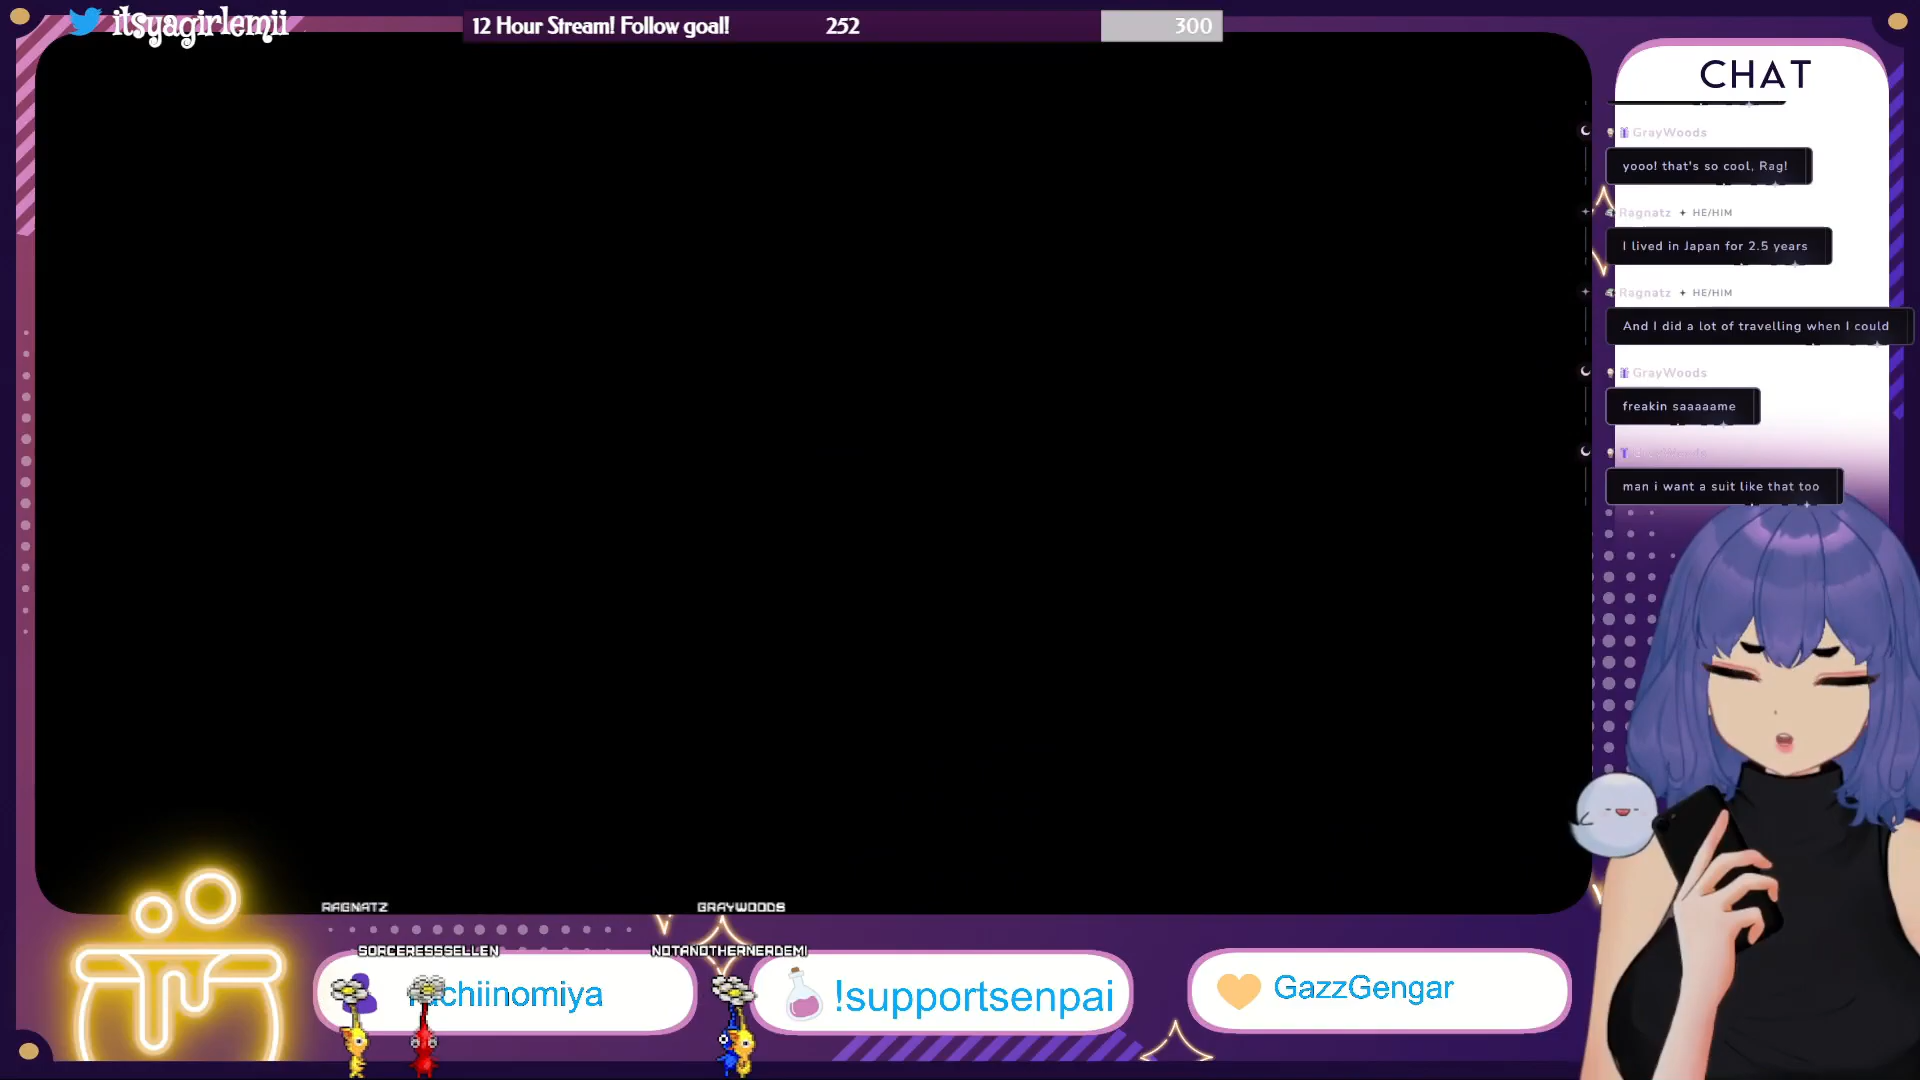 itsyagirlemii
12 Hour Stream! Follow goal! 252 300
CHAT
GrayWoods
yooo! that's so cool, Rag!
Ragnatz HE/HIM
I lived in Japan for 2.5 years
Ragnatz HE/HIM
And I did a lot of travelling when I could
GrayWoods
freakin saaaaame
man i want a suit like that too
RAGNATZ
GRAYWOODS
SORCERESSSELLEN
NOTANOTHERNERDEMI
!supportsenpai
GazzGengar